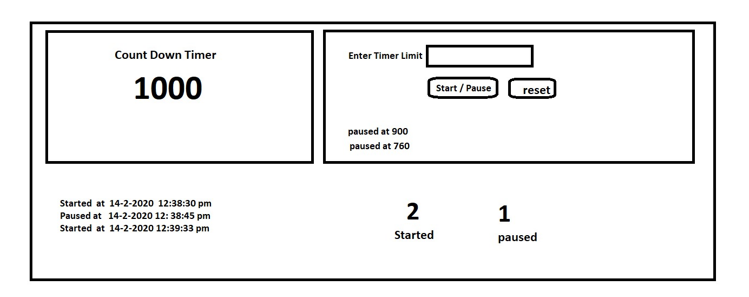 Count Down Timer
1000
Enter Timer Limit
Start / Pause
reset
paused at 900
paused at 760
Started at 14-2-2020 12:38:30 pm
Paused at 14-2-2020 12: 38:45 pm
Started at 14-2-2020 12:39:33 pm
2
Started
1
paused